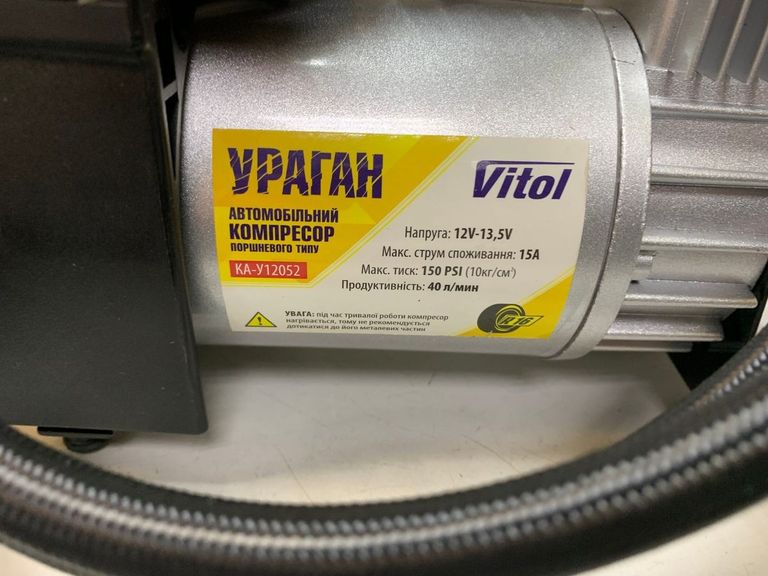 УРАГАН
АВТОМОБІЛЬНИЙ
КОМПРЕСОР
ПОРШНЕВОГО ТИПУ
КА-У12052
Vitol
Напруга: 12V-13,5V
Макс. струм споживання: 15А
Макс. тиск: 150 PSI (10кг/см²)
Продуктивність: 40 л/мин
УВАГА: під час тривалої роботи компресор
нагрівається, тому не рекомендується
дотикатися до його металевих частин
R16